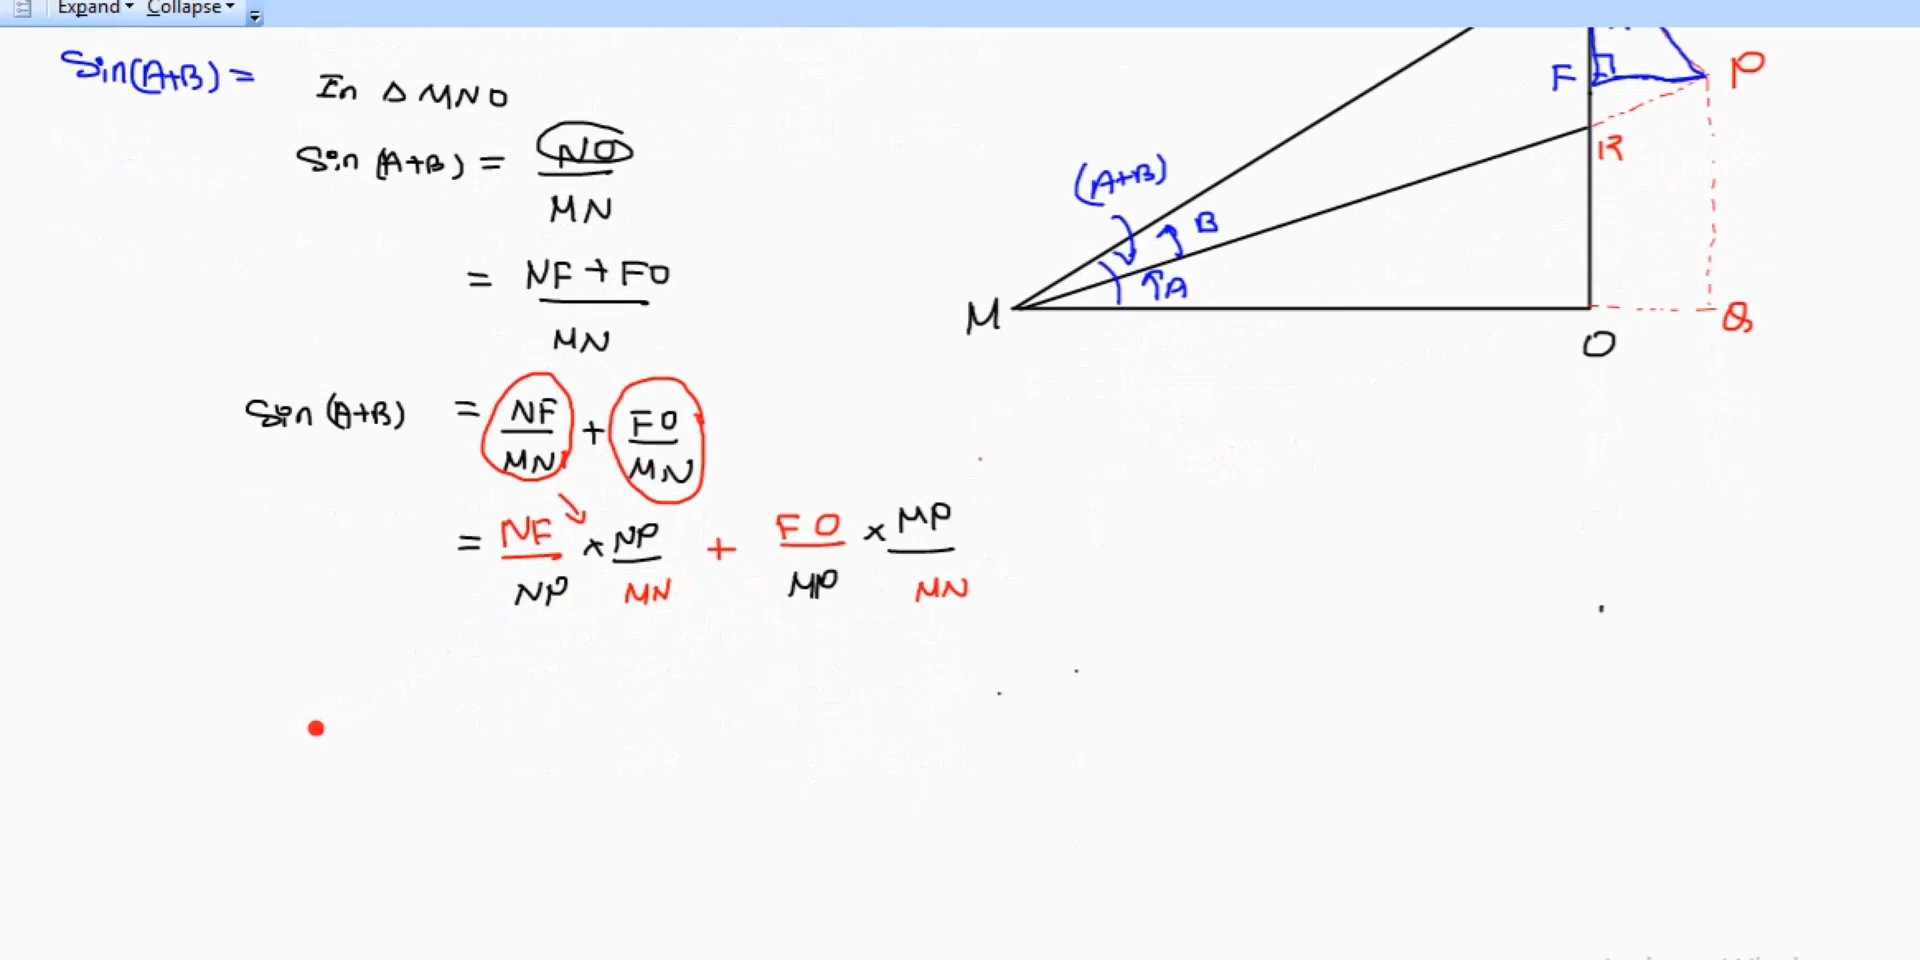 Expand Collapse
Sin(A+B) =
In Δ MNO
Sin (A+B) = NO
MN
= NF + FO
MN
Sin (A+B) = NF + FO
MN MN
= NF × NP + FO × MP
NP MN MP MN
F P
R
(A+B)
B
A
M
O Q